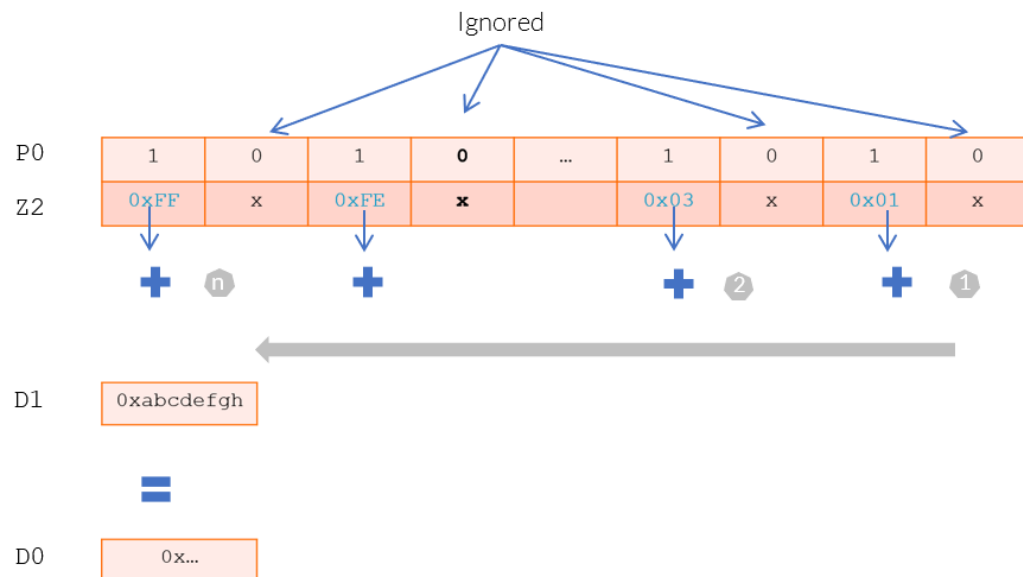 Ignored
P0 1 0 1 0 … 1 0 1 0
Z2 0xFF x 0xFE x 0x03 x 0x01 x
n 2 1
D1 0xabcdefgh
D0 0x…